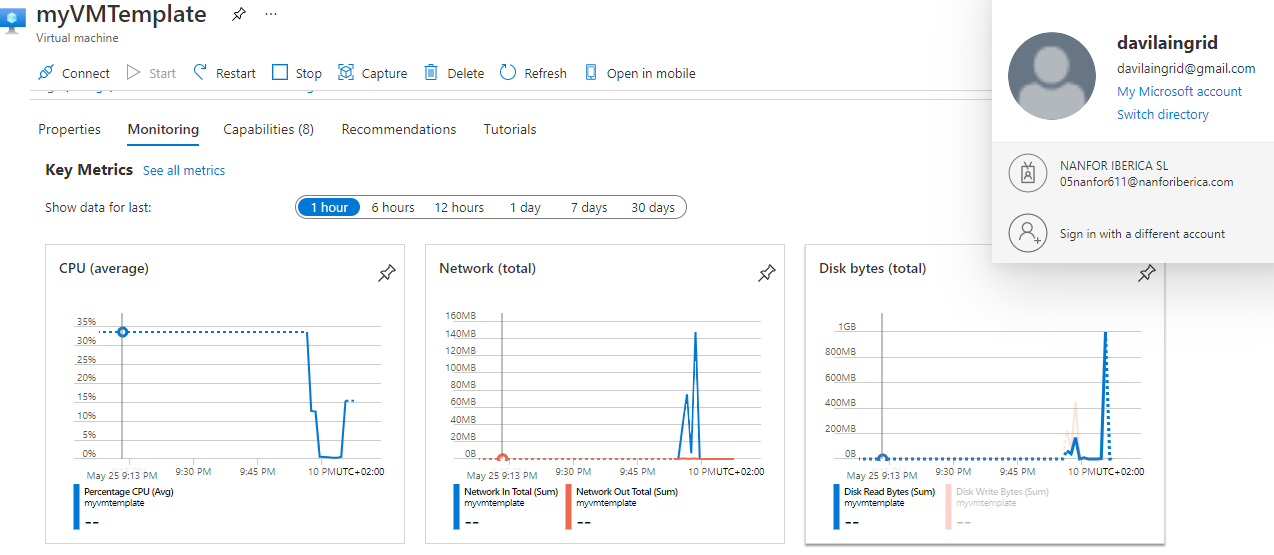 myVMTemplate ...
Virtual machine
Connect Start Restart Stop Capture Delete Refresh Open in mobile
davilaingrid
davilaingrid@gmail.com
My Microsoft account
Switch directory
NANFOR IBERICA SL
05nanfor611@nanforiberica.com
Sign in with a different account
Properties Monitoring Capabilities (8) Recommendations Tutorials
Key Metrics See all metrics
Show data for last: 1 hour 6 hours 12 hours 1 day 7 days 30 days
CPU (average)
35%
30%
25%
20%
15%
10%
5%
0%
May 25 9:13 PM 9:30 PM 9:45 PM 10 PM UTC+02:00
Percentage CPU (Avg)
myvmtemplate
--
Network (total)
160MB
140MB
120MB
100MB
80MB
60MB
40MB
20MB
0B
May 25 9:13 PM 9:30 PM 9:45 PM 10 PM UTC+02:00
Network In Total (Sum) Network Out Total (Sum)
myvmtemplate myvmtemplate
-- --
Disk bytes (total)
1GB
800MB
600MB
400MB
200MB
0B
May 25 9:13 PM 9:30 PM 9:45 PM 10 PM UTC+02:00
Disk Read Bytes (Sum) Disk Write Bytes (Sum)
myvmtemplate myvmtemplate
-- --